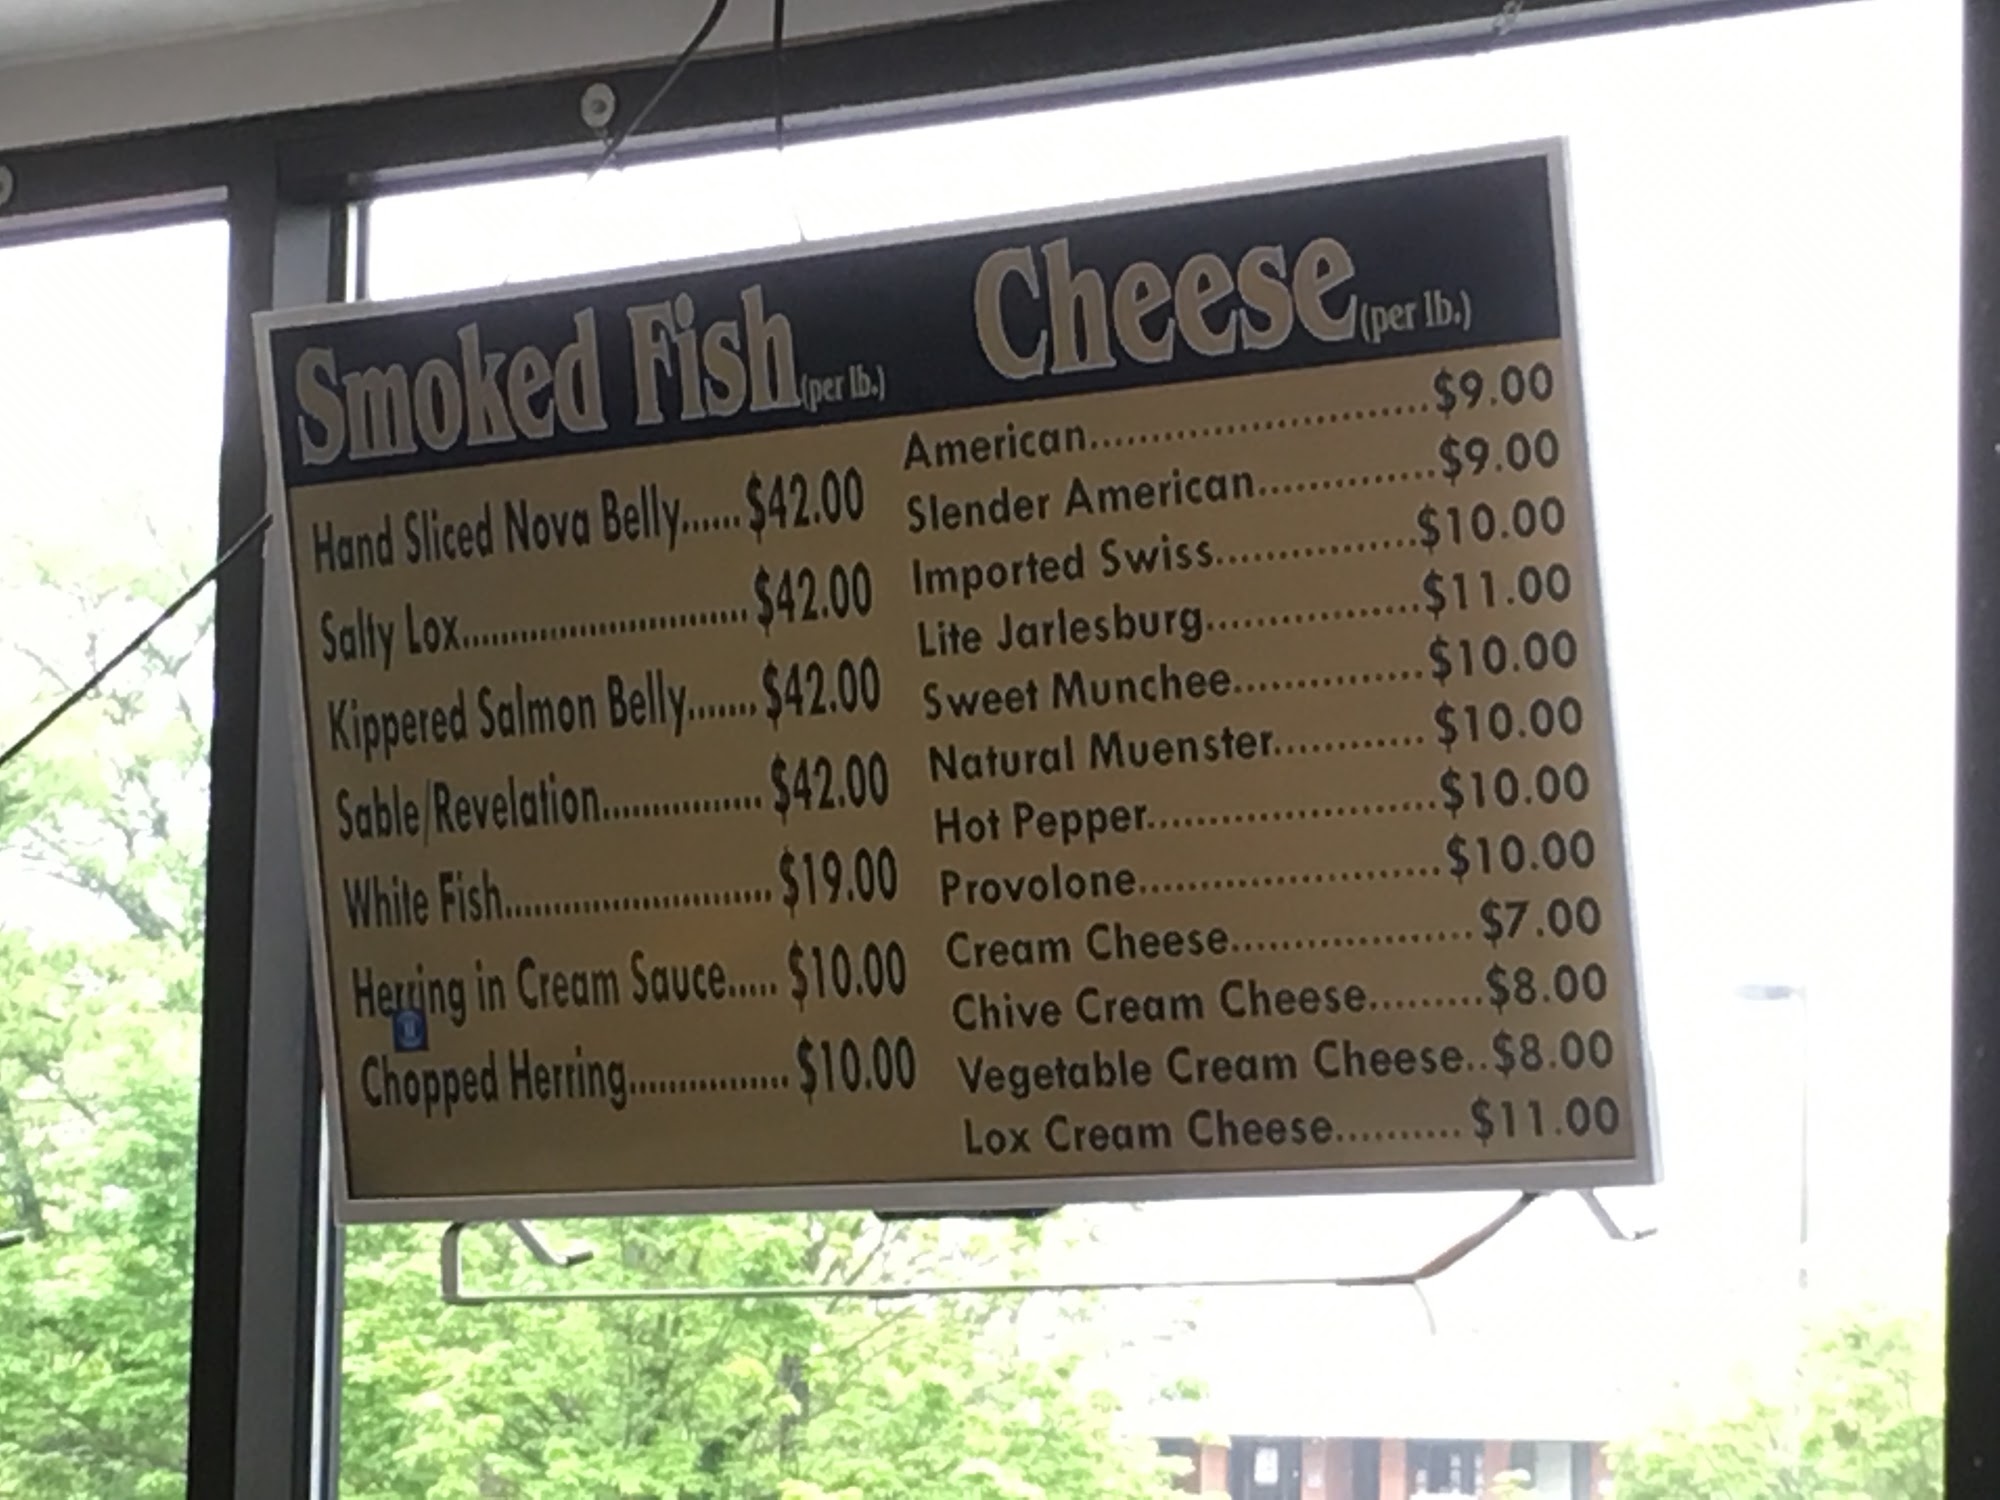 Smoked Fish (per lb.)
Hand Sliced Nova Belly......$42.00
Salty Lox.............................$42.00
Kippered Salmon Belly.......$42.00
Sable/Revelation................$42.00
White Fish...........................$19.00
Herring in Cream Sauce.....$10.00
Chopped Herring................$10.00
Cheese (per lb.)
American...........................$9.00
Slender American..............$9.00
Imported Swiss................$10.00
Lite Jarlesburg................$11.00
Sweet Munchee...............$10.00
Natural Muenster............$10.00
Hot Pepper.......................$10.00
Provolone.........................$10.00
Cream Cheese....................$7.00
Chive Cream Cheese.........$8.00
Vegetable Cream Cheese..$8.00
Lox Cream Cheese..........$11.00